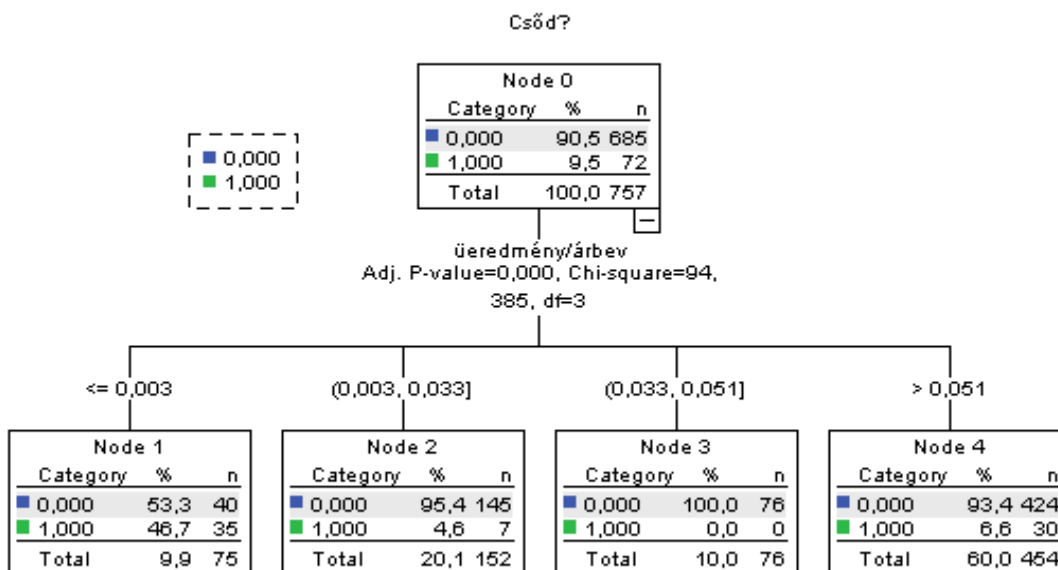 Csőd?
Node 0
Category % n
0,000 90,5 685
1,000 9,5 72
Total 100,0 757
0,000
1,000
üeredmény/árbev
Adj. P-value=0,000, Chi-square=94,
385, df=3
<= 0,003
(0,003, 0,033]
(0,033, 0,051]
> 0,051
Node 1
Category % n
0,000 53,3 40
1,000 46,7 35
Total 9,9 75
Node 2
Category % n
0,000 95,4 145
1,000 4,6 7
Total 20,1 152
Node 3
Category % n
0,000 100,0 76
1,000 0,0 0
Total 10,0 76
Node 4
Category % n
0,000 93,4 424
1,000 6,6 30
Total 60,0 454